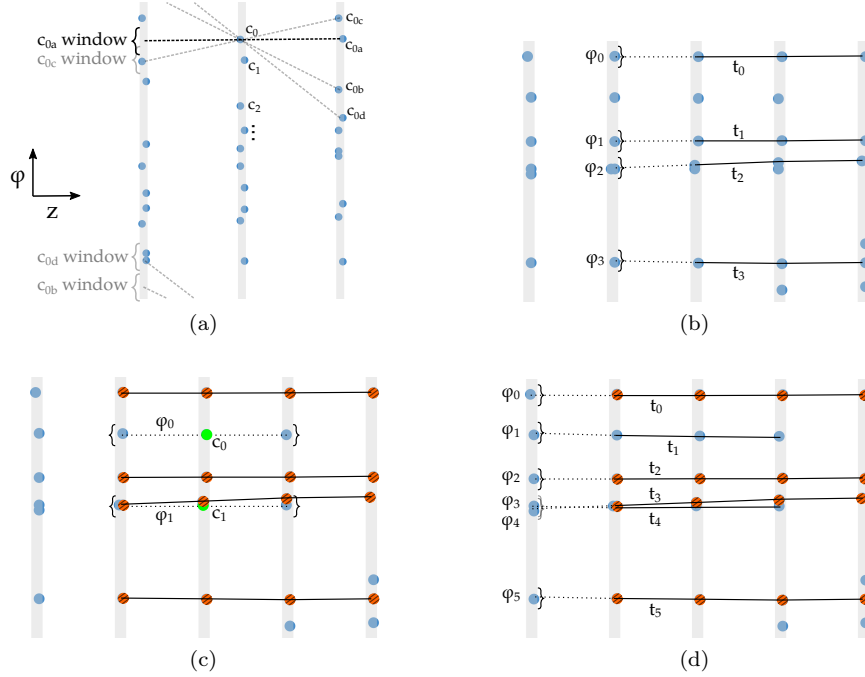 c0c
c0
c0a window
c0a
c0c window
c1
c0b
c2
c0d
⋮
φ
z
c0d window
c0b window
(a)
φ0
t0
φ1
t1
φ2
t2
φ3
t3
(b)
φ0
c0
φ1
c1
(c)
φ0
t0
φ1
t1
φ2
t2
φ3
t3
φ4
t4
φ5
t5
(d)